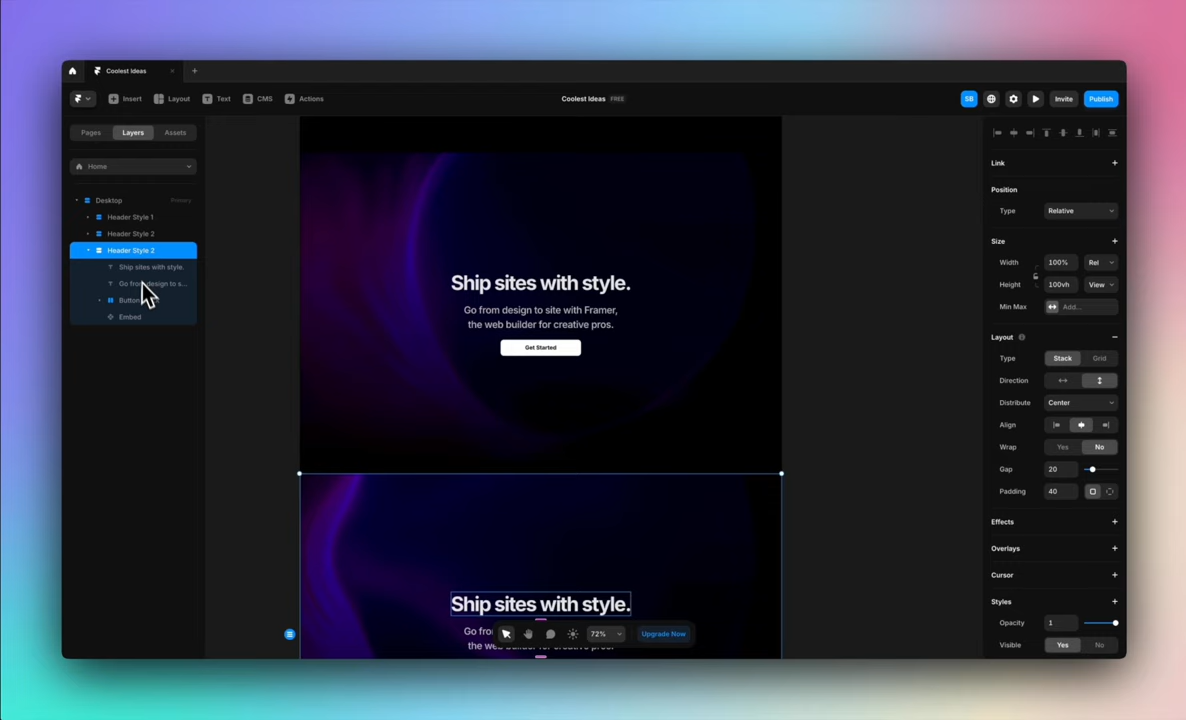 Coolest Ideas
Insert
Layout
Text
CMS
Actions
Coolest Ideas FREE
SB
Invite
Publish
Pages
Layers
Assets
Home
Desktop
Primary
Header Style 1
Header Style 2
Header Style 2
Ship sites with style.
Go from design to s...
Button
Embed
Ship sites with style.
Go from design to site with Framer,
the web builder for creative pros.
Get Started
Ship sites with style.
Go
the
72%
Upgrade Now
Link
Position
Type
Relative
Size
Width
100%
Rel
Height
100vh
View
Min Max
Add...
Layout
Type
Stack
Grid
Direction
Distribute
Center
Align
Wrap
Yes
No
Gap
20
Padding
40
Effects
Overlays
Cursor
Styles
Opacity
1
Visible
Yes
No